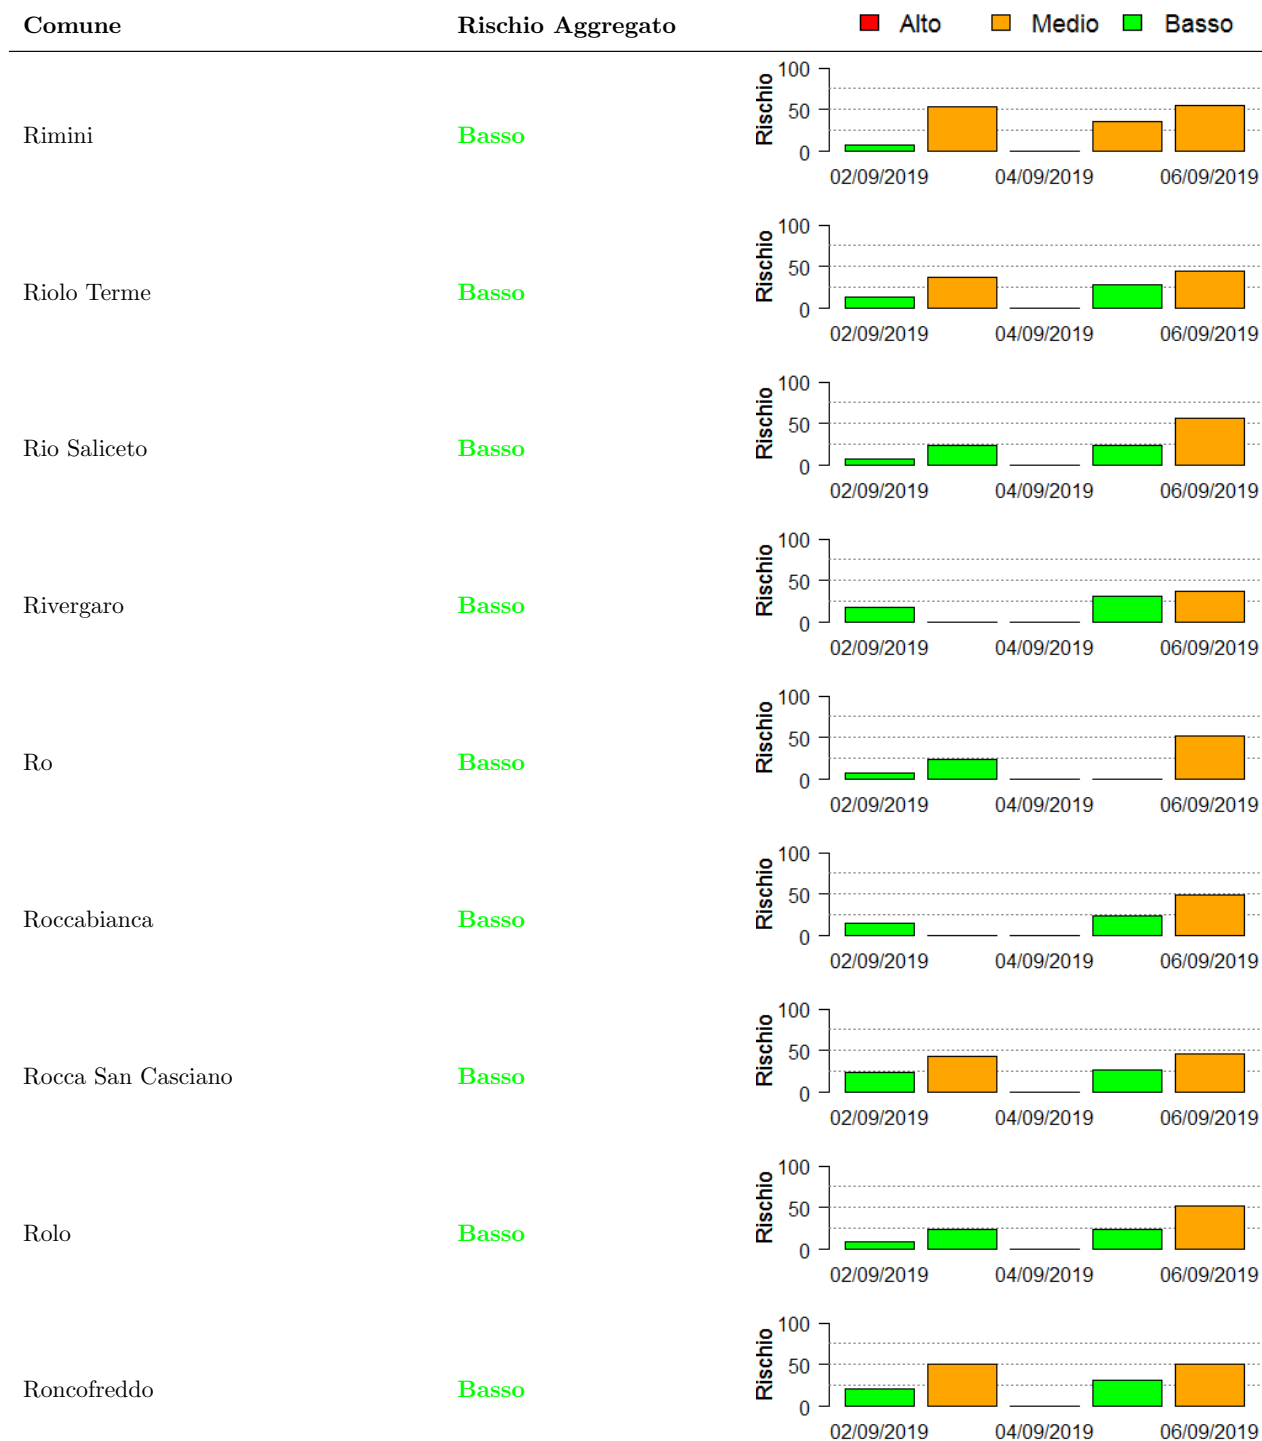 Comune Rischio Aggregato Alto Medio Basso
100
50
0
Rischio
Rimini Basso
02/09/2019 04/09/2019 06/09/2019
100
50
0
Rischio
Riolo Terme Basso
02/09/2019 04/09/2019 06/09/2019
100
50
0
Rischio
Rio Saliceto Basso
02/09/2019 04/09/2019 06/09/2019
100
50
0
Rischio
Rivergaro Basso
02/09/2019 04/09/2019 06/09/2019
100
50
0
Rischio
Ro Basso
02/09/2019 04/09/2019 06/09/2019
100
50
0
Rischio
Roccabianca Basso
02/09/2019 04/09/2019 06/09/2019
100
50
0
Rischio
Rocca San Casciano Basso
02/09/2019 04/09/2019 06/09/2019
100
50
0
Rischio
Rolo Basso
02/09/2019 04/09/2019 06/09/2019
100
50
0
Rischio
Roncofreddo Basso
02/09/2019 04/09/2019 06/09/2019